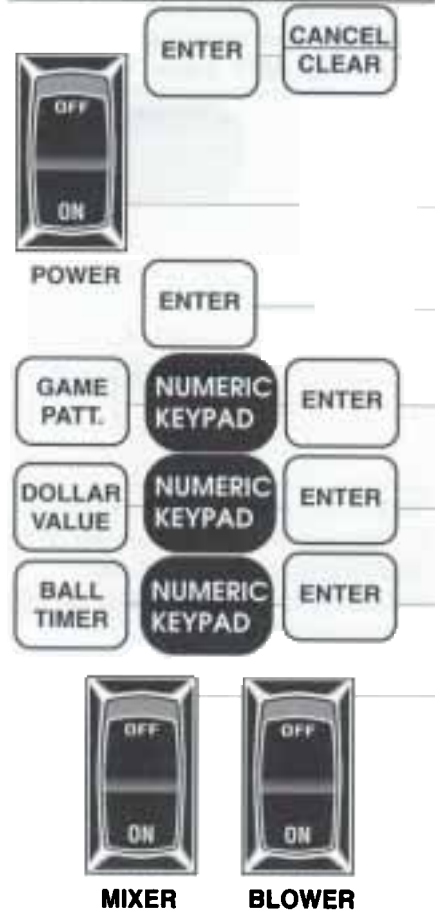 ENTER
CANCEL
CLEAR
OFF
ON
POWER
ENTER
GAME
PATT.
NUMERIC
KEYPAD
ENTER
DOLLAR
VALUE
NUMERIC
KEYPAD
ENTER
BALL
TIMER
NUMERIC
KEYPAD
ENTER
OFF
ON
MIXER
OFF
ON
BLOWER